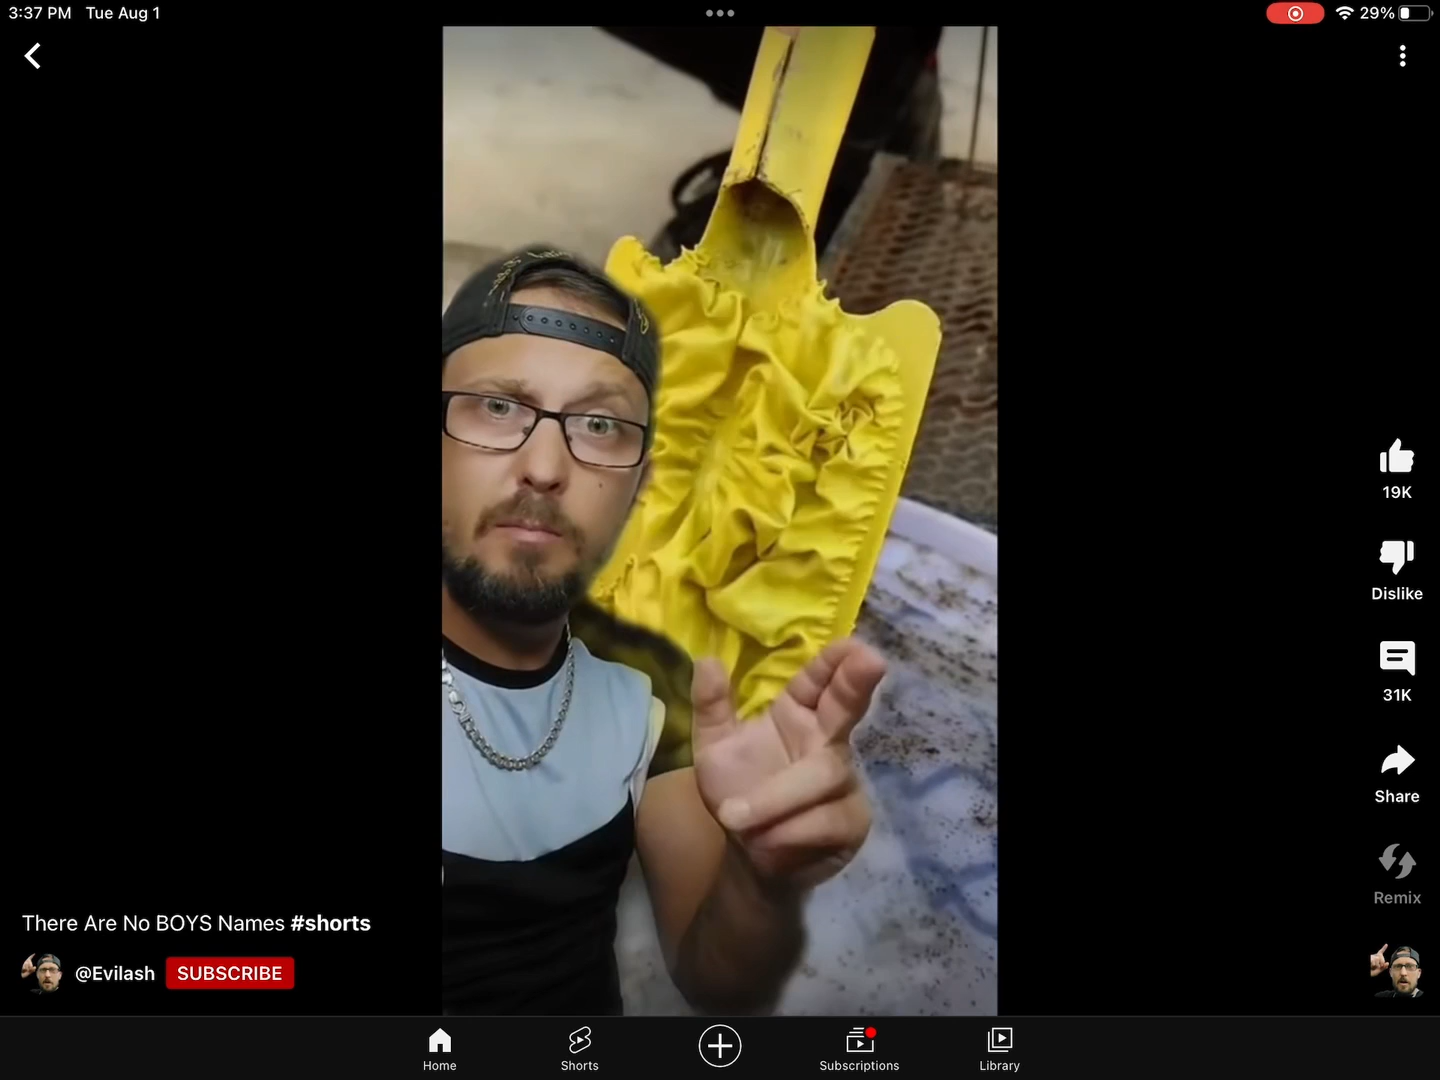 3:37 PM Tue Aug 1
29%
19K
Dislike
31K
Share
Remix
There Are No BOYS Names #shorts
@Evilash SUBSCRIBE
Home Shorts Subscriptions Library